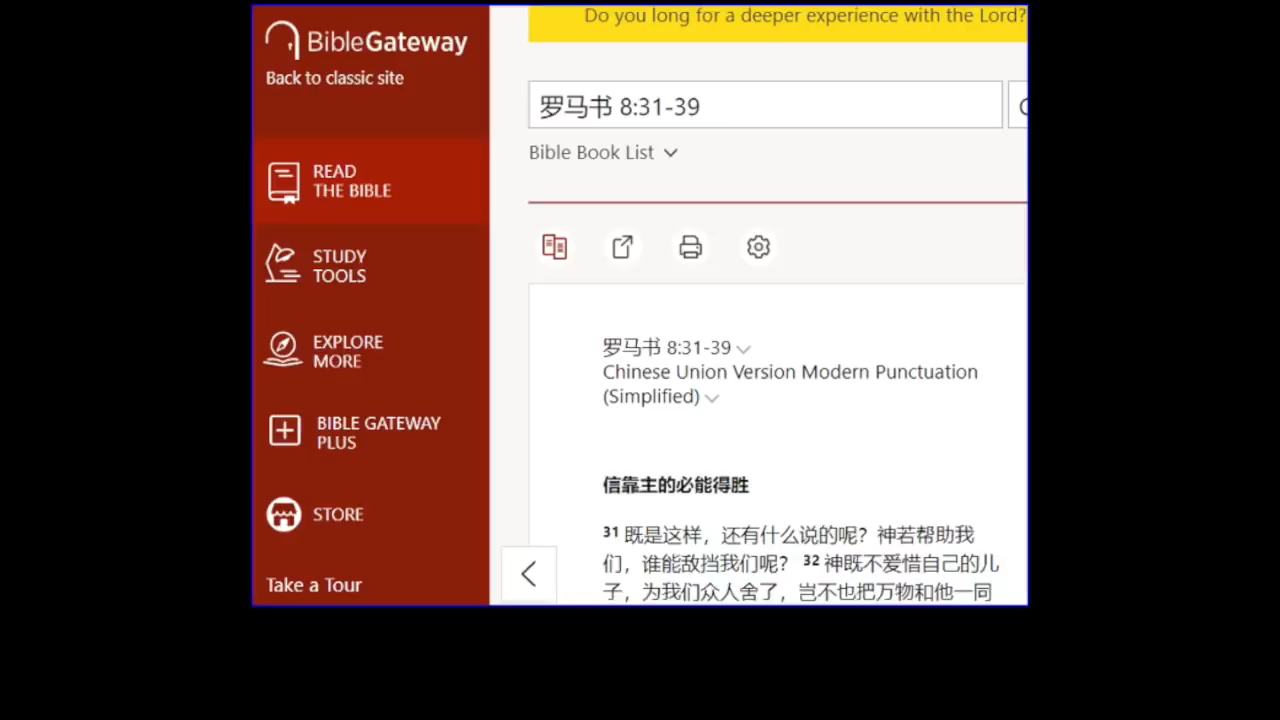 BibleGateway
Back to classic site
READ
THE BIBLE
STUDY
TOOLS
EXPLORE
MORE
BIBLE GATEWAY
PLUS
STORE
Take a Tour
Do you long for a deeper experience with the Lord?
罗马书 8:31-39
Bible Book List
罗马书 8:31-39
Chinese Union Version Modern Punctuation
(Simplified)
信靠主的必能得胜
31 既是这样，还有什么说的呢？神若帮助我
们，谁能敌挡我们呢？ 32 神既不爱惜自己的儿
子，为我们众人舍了，岂不也把万物和他一同